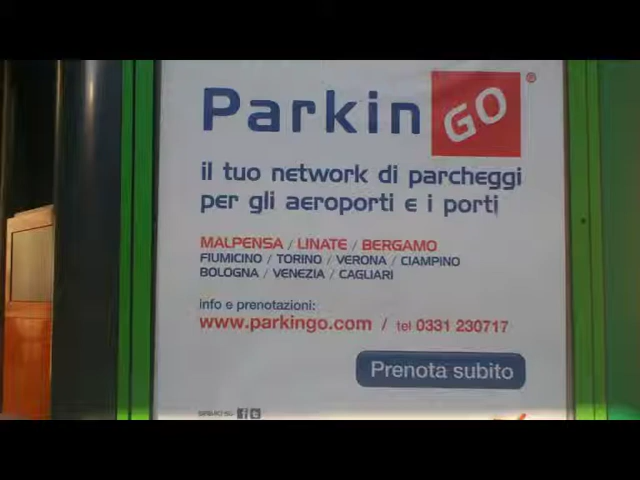 ParkinGO®
il tuo network di parcheggi
per gli aeroporti e i porti
MALPENSA / LINATE / BERGAMO
FIUMICINO / TORINO / VERONA / CIAMPINO
BOLOGNA / VENEZIA / CAGLIARI
info e prenotazioni:
www.parkingo.com / tel 0331 230717
Prenota subito